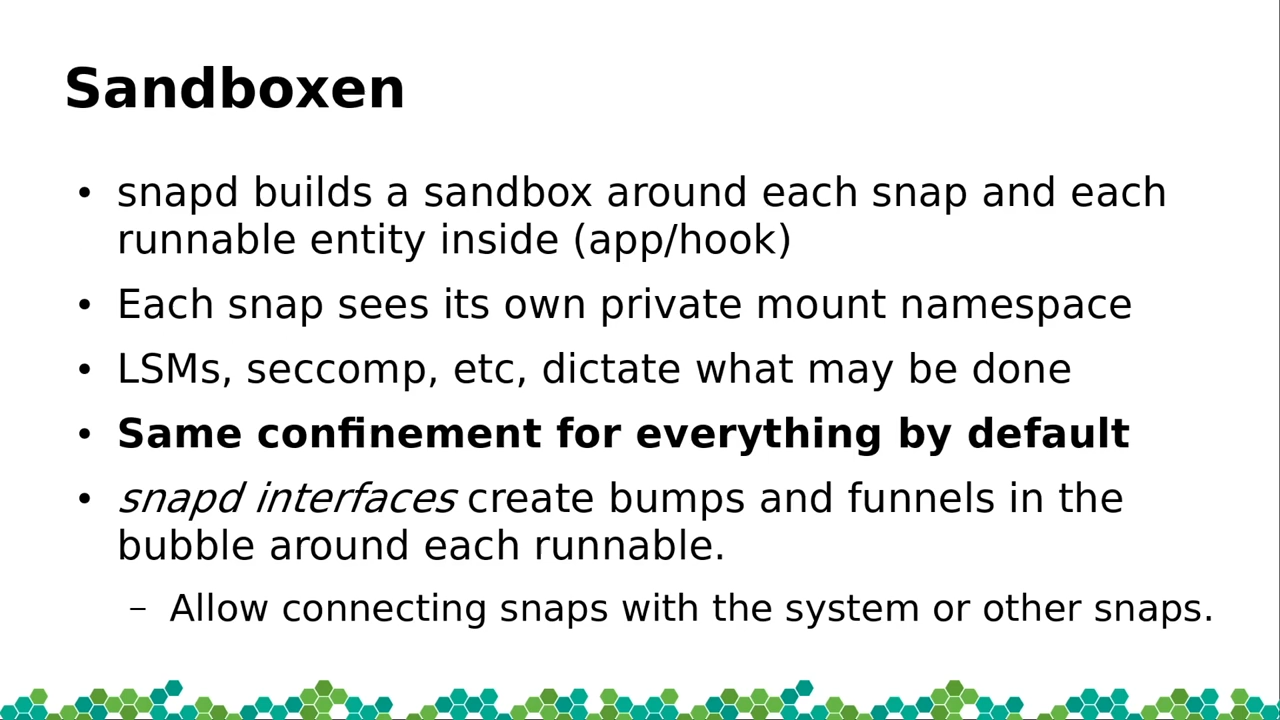 Sandboxen
• snapd builds a sandbox around each snap and each
runnable entity inside (app/hook)
• Each snap sees its own private mount namespace
• LSMs, seccomp, etc, dictate what may be done
• Same confinement for everything by default
• snapd interfaces create bumps and funnels in the
bubble around each runnable.
– Allow connecting snaps with the system or other snaps.